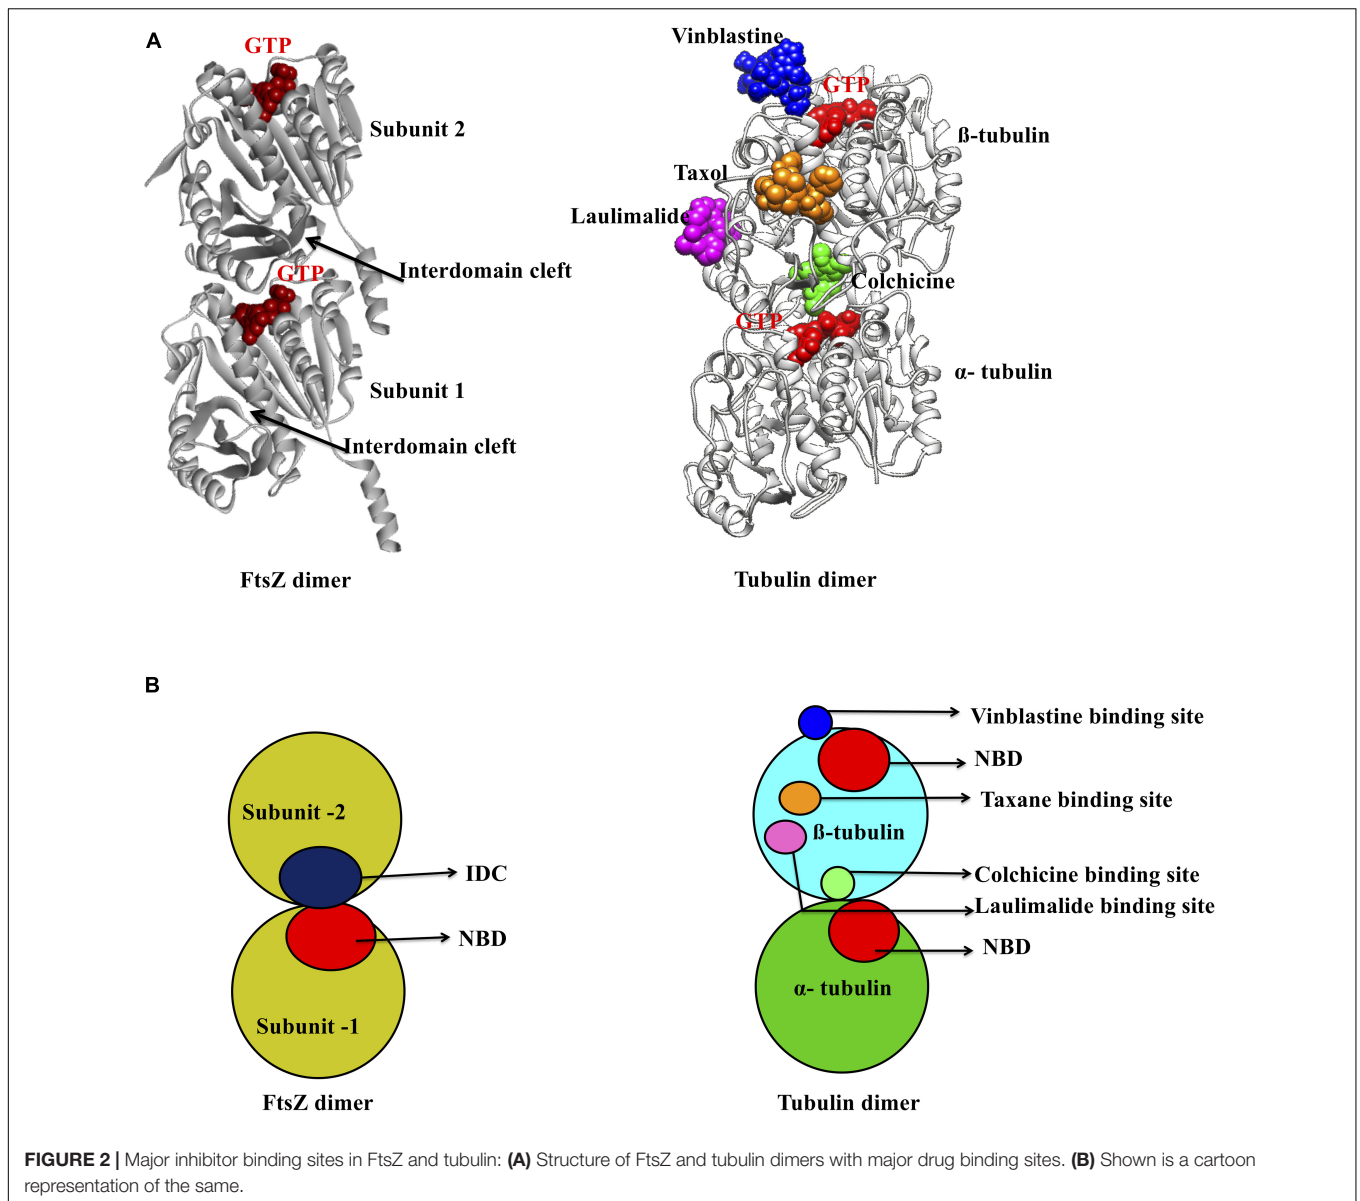 A
GTP
Subunit 2
Interdomain cleft
GTP
Subunit 1
Interdomain cleft
FtsZ dimer
Vinblastine
GTP
ß-tubulin
Taxol
Laulimalide
Colchicine
GTP
α- tubulin
Tubulin dimer
B
Subunit -2
IDC
NBD
Subunit -1
FtsZ dimer
Vinblastine binding site
NBD
Taxane binding site
ß-tubulin
Colchicine binding site
Laulimalide binding site
NBD
α- tubulin
Tubulin dimer
FIGURE 2 | Major inhibitor binding sites in FtsZ and tubulin: (A) Structure of FtsZ and tubulin dimers with major drug binding sites. (B) Shown is a cartoon
representation of the same.